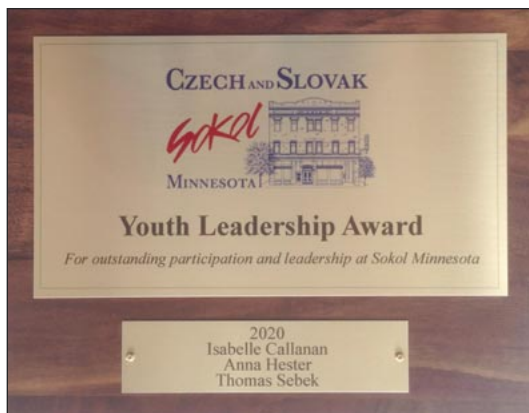 CZECH AND SLOVAK
Sokol
MINNESOTA
Youth Leadership Award
For outstanding participation and leadership at Sokol Minnesota
2020
Isabelle Callanan
Anna Hester
Thomas Sebek